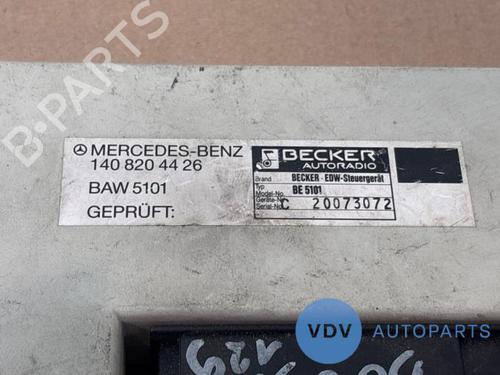 MERCEDES-BENZ
140 820 44 26
BAW 5101
GEPRÜFT:
BECKER
AUTORADIO
Brand BECKER - EDW-Steuergerät
Typ
Model-No. BE 5101
Geräte-Nr.
Serial-No. C 20073072
B-PARTS
VDV AUTOPARTS
129